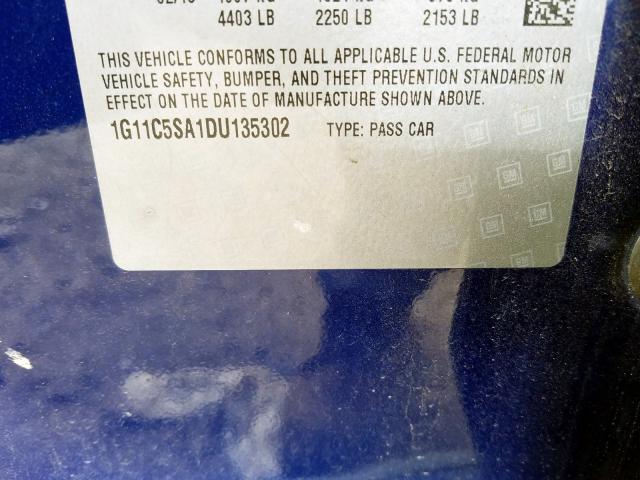 4403 LB 2250 LB 2153 LB
THIS VEHICLE CONFORMS TO ALL APPLICABLE U.S. FEDERAL MOTOR
VEHICLE SAFETY, BUMPER, AND THEFT PREVENTION STANDARDS IN
EFFECT ON THE DATE OF MANUFACTURE SHOWN ABOVE.
1G11C5SA1DU135302 TYPE: PASS CAR